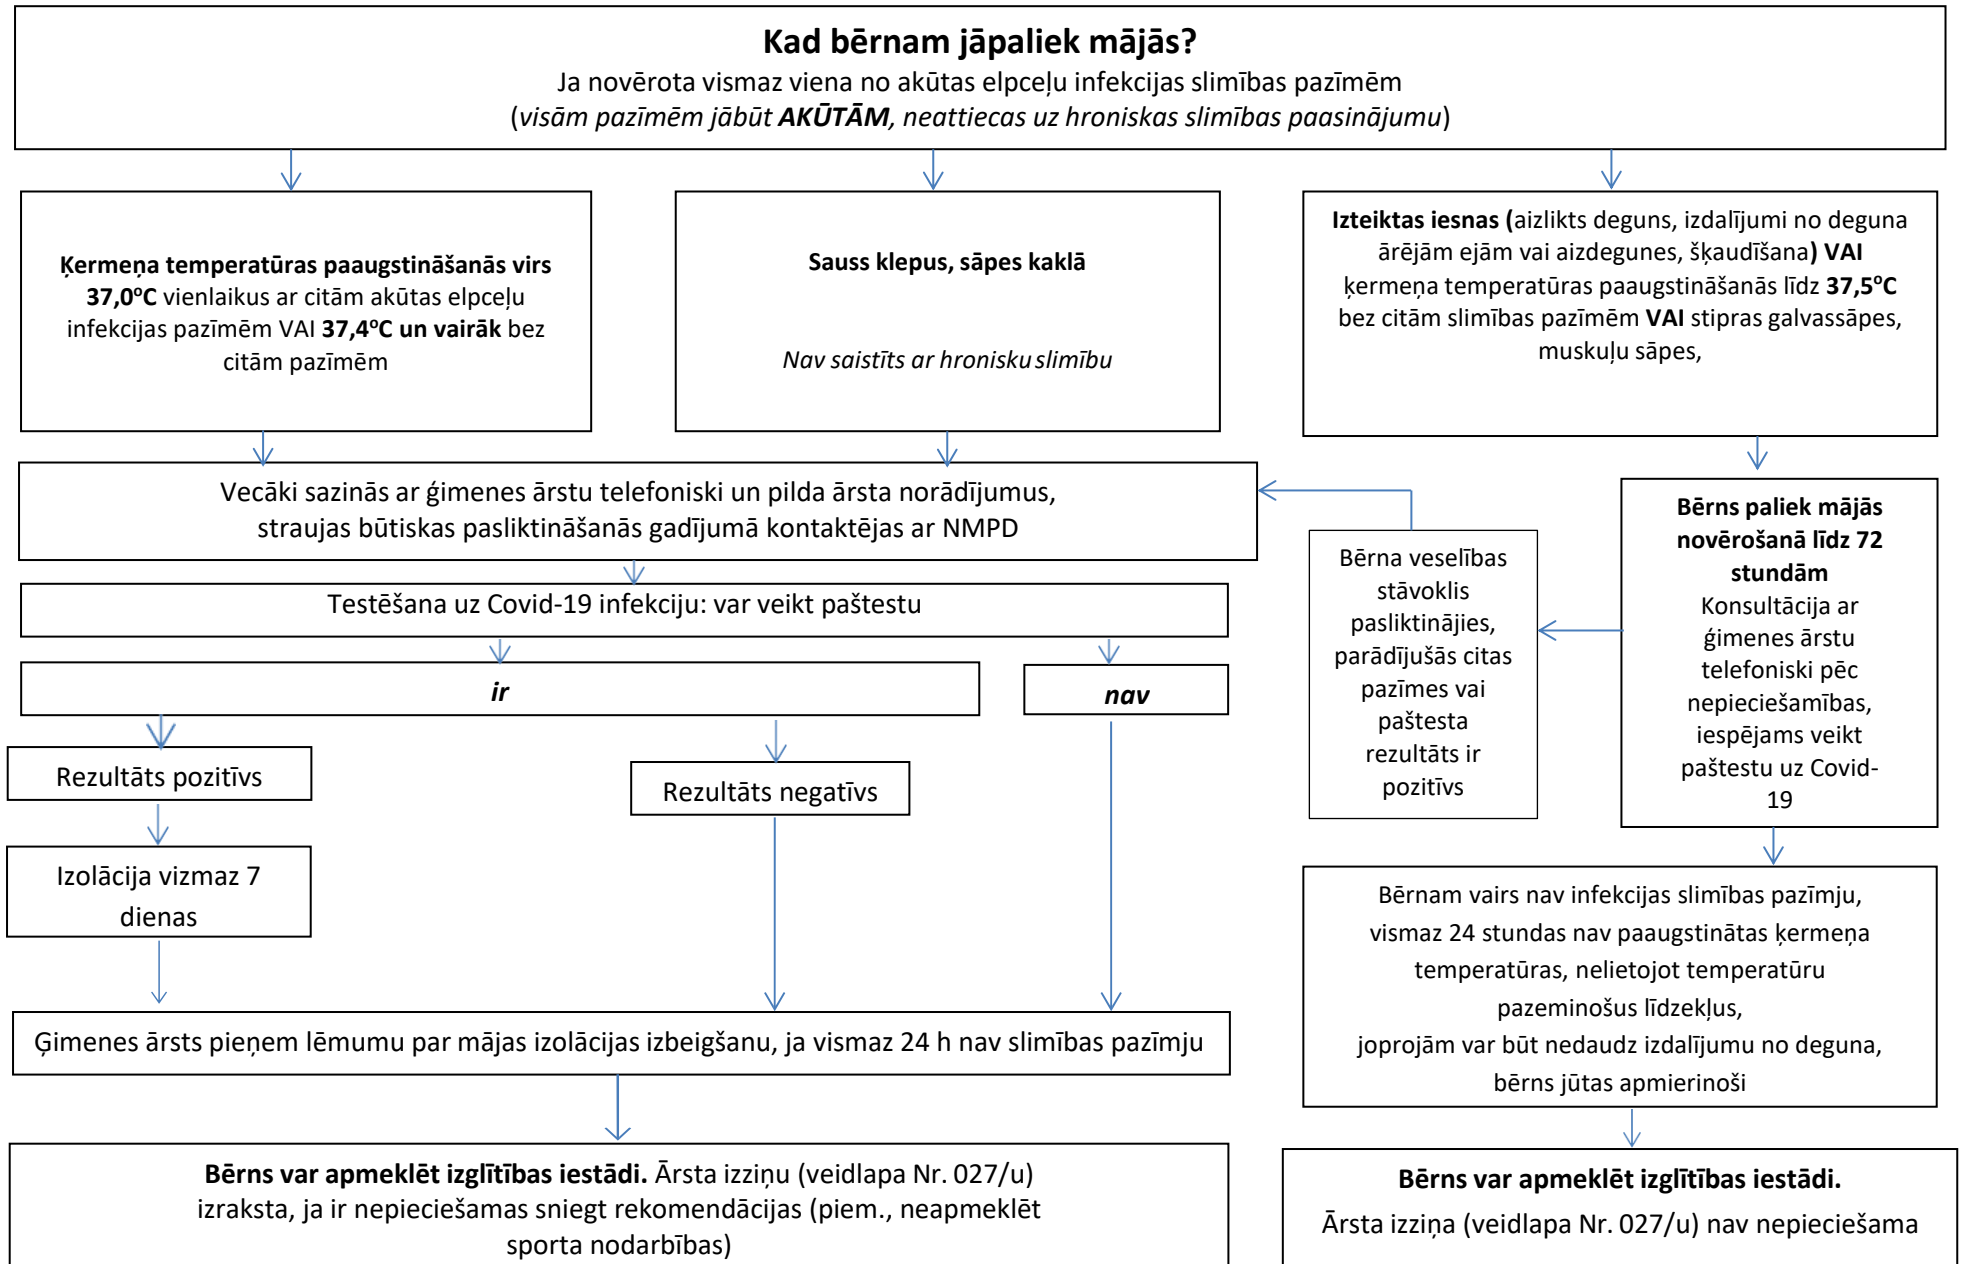 Kad bērnam jāpaliek mājās?
Ja novērota vismaz viena no akūtas elpceļu infekcijas slimības pazīmēm
(visām pazīmēm jābūt AKŪTĀM, neattiecas uz hroniskas slimības paasinājumu)
Ķermeņa temperatūras paaugstināšanās virs
37,0°C vienlaikus ar citām akūtas elpceļu
infekcijas pazīmēm VAI 37,4°C un vairāk bez
citām pazīmēm
Sauss klepus, sāpes kaklā
Nav saistīts ar hronisku slimību
Izteiktas iesnas (aizlikts deguns, izdalījumi no deguna
ārējām ejām vai aizdegunes, šķaudīšana) VAI
ķermeņa temperatūras paaugstināšanās līdz 37,5°C
bez citām slimības pazīmēm VAI stipras galvassāpes,
muskuļu sāpes,
Vecāki sazinās ar ģimenes ārstu telefoniski un pilda ārsta norādījumus,
straujas būtiskas pasliktināšanās gadījumā kontaktējas ar NMPD
Testēšana uz Covid-19 infekciju: var veikt paštestu
ir
nav
Rezultāts pozitīvs
Rezultāts negatīvs
Izolācija vizmaz 7
dienas
Bērna veselības
stāvoklis
pasliktinājies,
parādījušās citas
pazīmes vai
paštesta
rezultāts ir
pozitīvs
Bērns paliek mājās
novērošanā līdz 72
stundām
Konsultācija ar
ģimenes ārstu
telefoniski pēc
nepieciešamības,
iespējams veikt
paštestu uz Covid-
19
Bērnam vairs nav infekcijas slimības pazīmju,
vismaz 24 stundas nav paaugstinātas ķermeņa
temperatūras, nelietojot temperatūru
pazeminošus līdzekļus,
joprojām var būt nedaudz izdalījumu no deguna,
bērns jūtas apmierinoši
Ģimenes ārsts pieņem lēmumu par mājas izolācijas izbeigšanu, ja vismaz 24 h nav slimības pazīmju
Bērns var apmeklēt izglītības iestādi. Ārsta izziņu (veidlapa Nr. 027/u)
izraksta, ja ir nepieciešamas sniegt rekomendācijas (piem., neapmeklēt
sporta nodarbības)
Bērns var apmeklēt izglītības iestādi.
Ārsta izziņa (veidlapa Nr. 027/u) nav nepieciešama